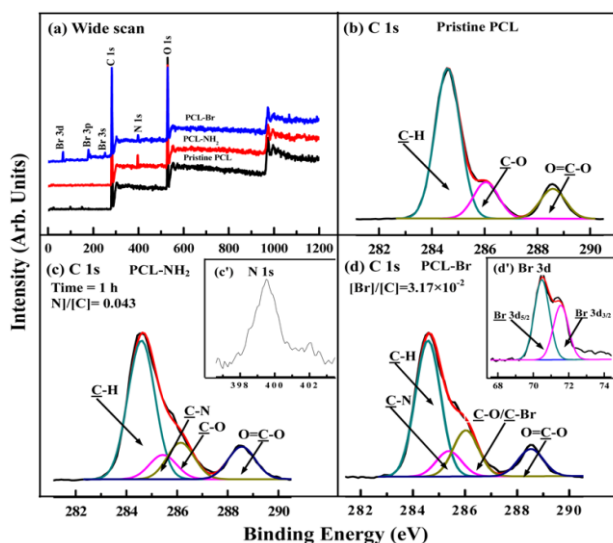 (a) Wide scan
C 1s
O 1s
Br 3d
Br 3p
Br 3s
N 1s
PCL-Br
PCL-NH2
Pristine PCL
0 200 400 600 800 1000 1200
(b) C 1s Pristine PCL
C-H
C-O
O=C-O
282 284 286 288 290
(c) C 1s PCL-NH2
Time = 1 h
N]/[C]= 0.043
(c') N 1s
398 400 402
C-H
C-N
C-O
O=C-O
282 284 286 288 290
(d) C 1s PCL-Br
[Br]/[C]=3.17×10-2
(d') Br 3d
Br 3d5/2
Br 3d3/2
68 70 72 74
C-H
C-N
C-O/C-Br
O=C-O
282 284 286 288 290
Intensity (Arb. Units)
Binding Energy (eV)